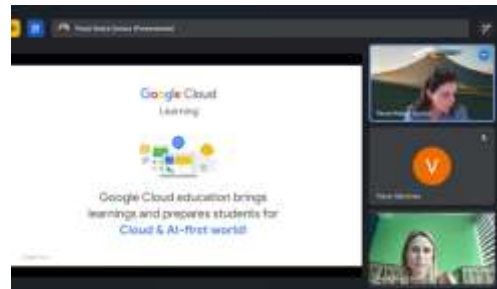 Google Cloud
Learning
Google Cloud education brings
learnings and prepares students for
Cloud & AI-first world!
V